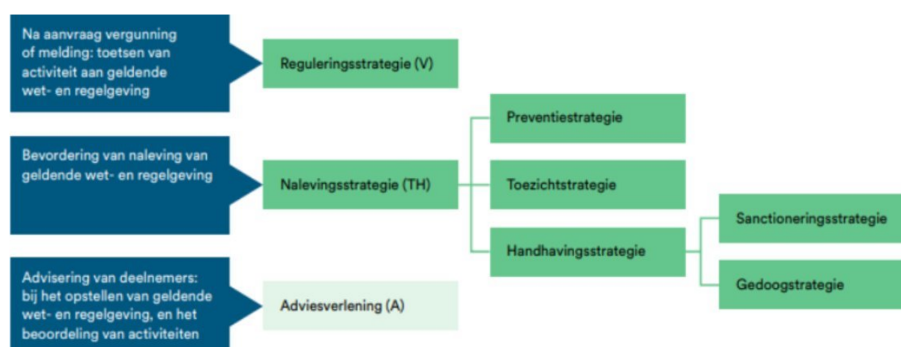 Na aanvraag vergunning
of melding: toetsen van
activiteit aan geldende
wet- en regelgeving
Reguleringsstrategie (V)
Bevordering van naleving van
geldende wet- en regelgeving
Nalevingsstrategie (TH)
Preventiestrategie
Toezichtstrategie
Handhavingsstrategie
Sanctioneringsstrategie
Gedoogstrategie
Advisering van deelnemers:
bij het opstellen van geldende
wet- en regelgeving, en het
beoordeling van activiteiten
Adviesverlening (A)